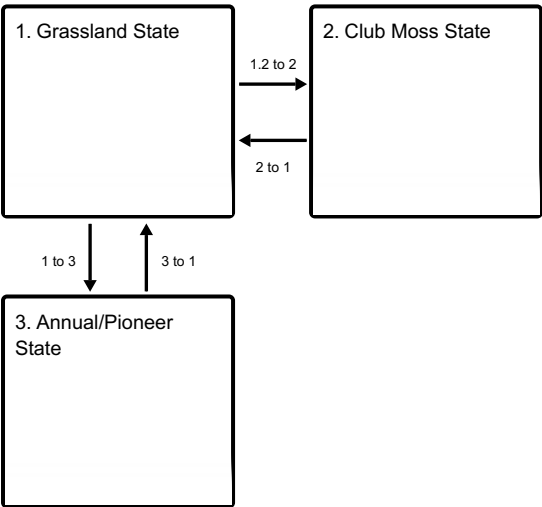 1. Grassland State
2. Club Moss State
1.2 to 2
2 to 1
1 to 3
3 to 1
3. Annual/Pioneer
State